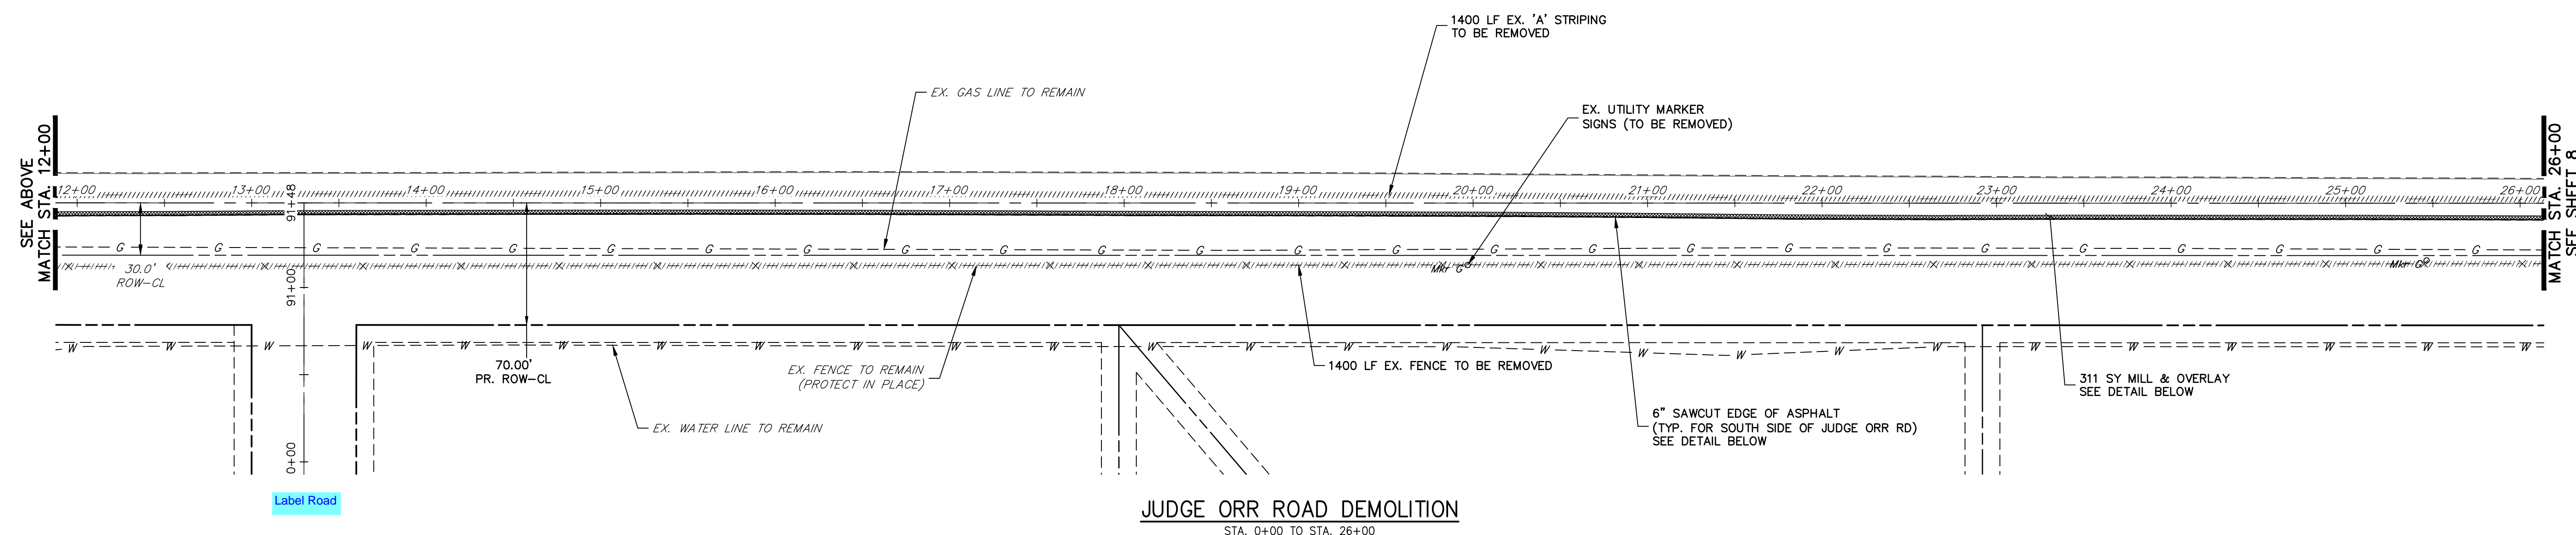 1400 LF EX. 'A' STRIPING
TO BE REMOVED
EX. GAS LINE TO REMAIN
EX. UTILITY MARKER
SIGNS (TO BE REMOVED)
SEE ABOVE
MATCH STA. 12+00
MATCH STA. 26+00
SEE SHEET 8
12+00
13+00
14+00
15+00
16+00
17+00
18+00
19+00
20+00
21+00
22+00
23+00
24+00
25+00
26+00
91+48
G G G G G G G G G G G G G G G G G G G G G G G G G
30.0'
ROW-CL
Mkr G
Mkr G
91+00
W W W W W W W W W W W W W W W W W W W W W W W W W W
70.00'
PR. ROW-CL
EX. FENCE TO REMAIN
(PROTECT IN PLACE)
1400 LF EX. FENCE TO BE REMOVED
311 SY MILL & OVERLAY
SEE DETAIL BELOW
6" SAWCUT EDGE OF ASPHALT
(TYP. FOR SOUTH SIDE OF JUDGE ORR RD)
SEE DETAIL BELOW
EX. WATER LINE TO REMAIN
0+00
Label Road
JUDGE ORR ROAD DEMOLITION
STA. 0+00 TO STA. 26+00